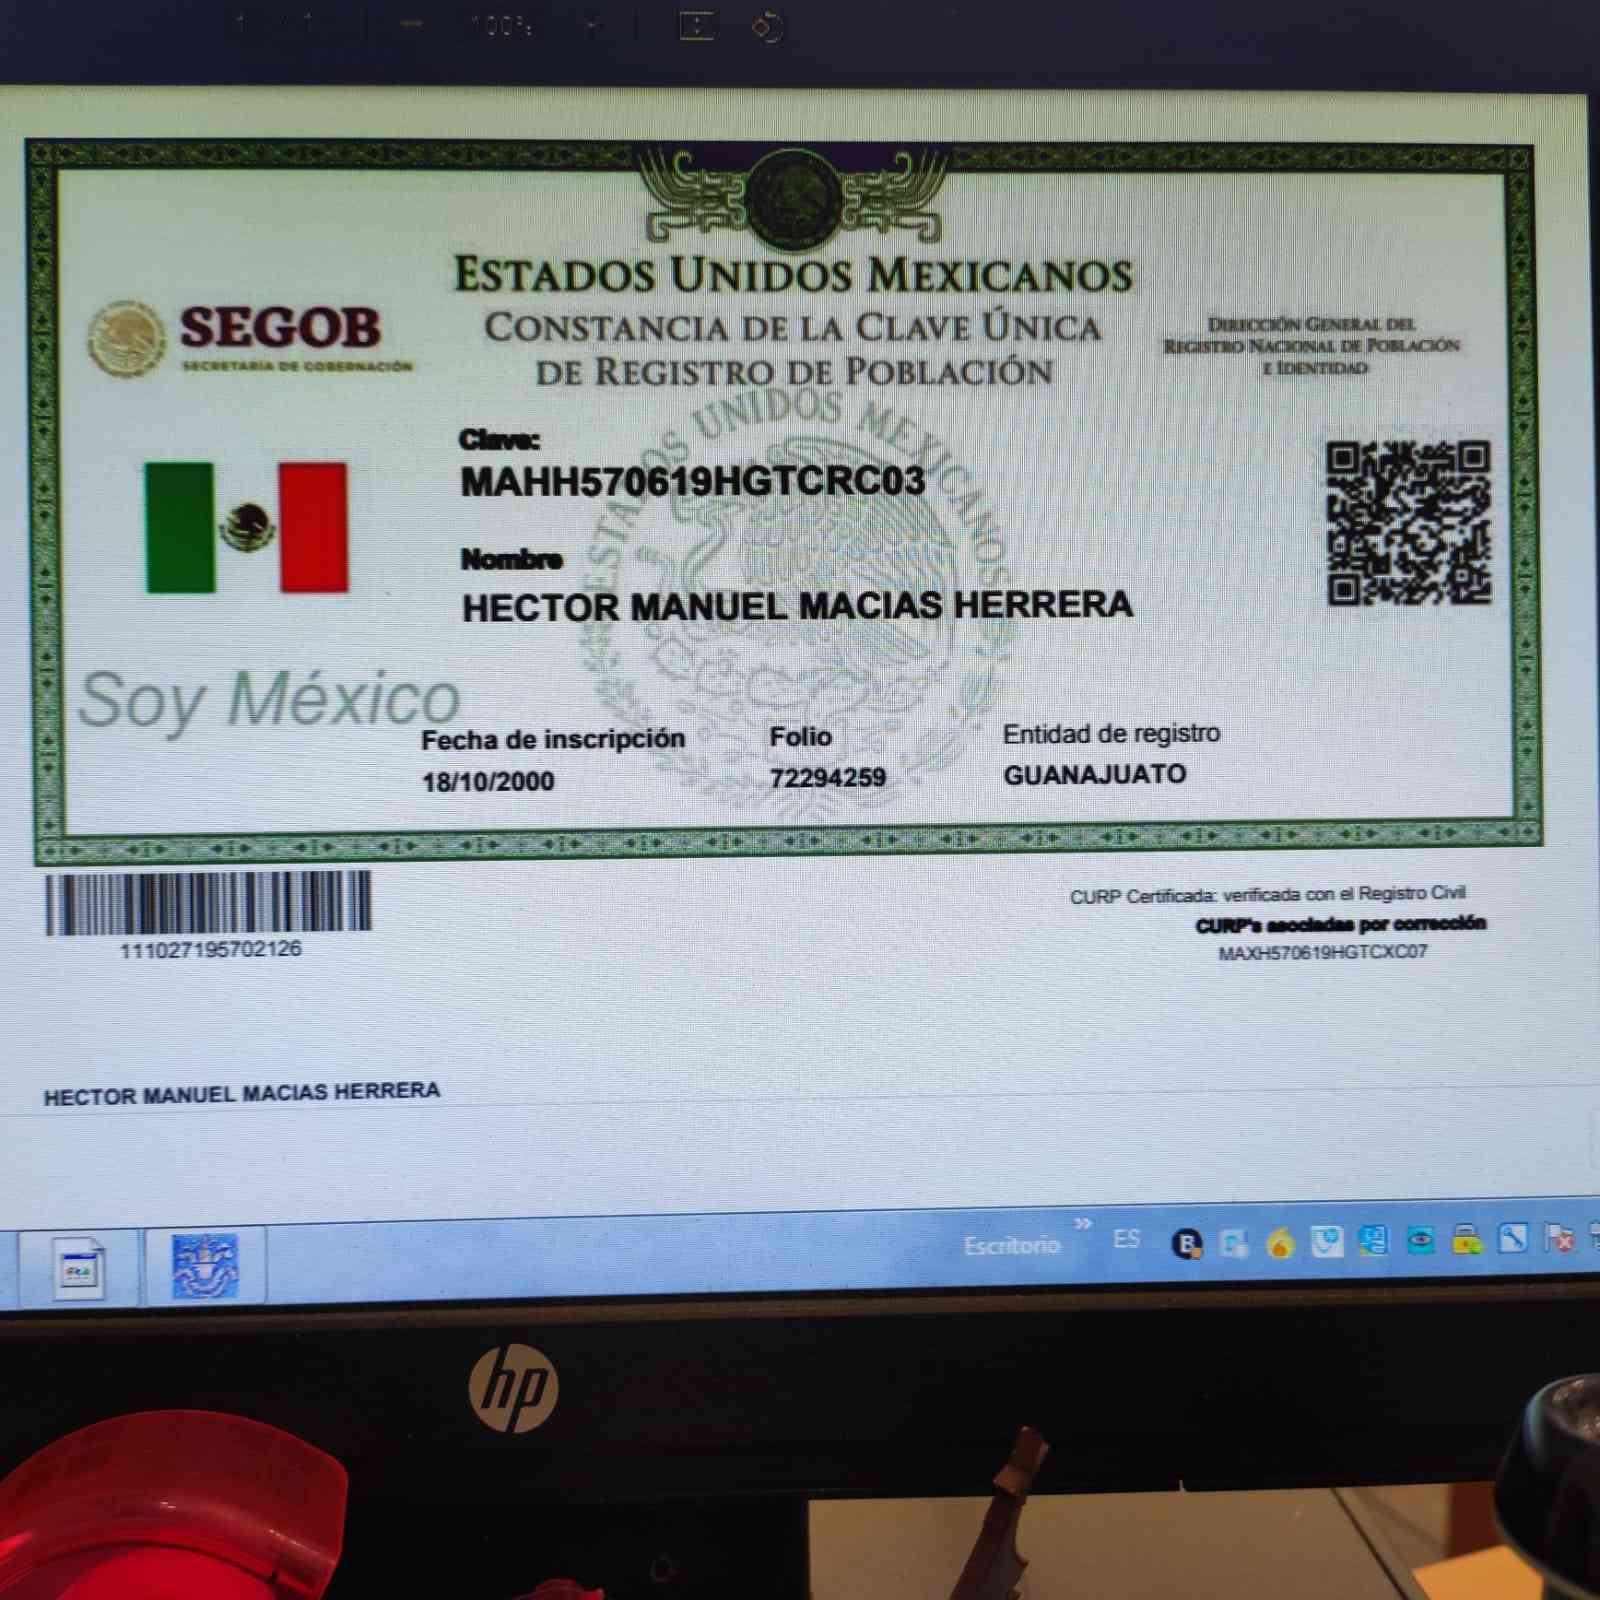 1 / 1 — 100% +
ESTADOS UNIDOS MEXICANOS
CONSTANCIA DE LA CLAVE ÚNICA
DE REGISTRO DE POBLACIÓN
SEGOB
SECRETARÍA DE GOBERNACIÓN
DIRECCIÓN GENERAL DEL
REGISTRO NACIONAL DE POBLACIÓN
E IDENTIDAD
ESTADOS UNIDOS MEXICANOS
Clave:
MAHH570619HGTCRC03
Nombre
HECTOR MANUEL MACIAS HERRERA
Soy México
Fecha de inscripción
18/10/2000
Folio
72294259
Entidad de registro
GUANAJUATO
111027195702126
CURP Certificada: verificada con el Registro Civil
CURP's asociadas por corrección
MAXH570619HGTCXC07
HECTOR MANUEL MACIAS HERRERA
Escritorio » ES
B
hp